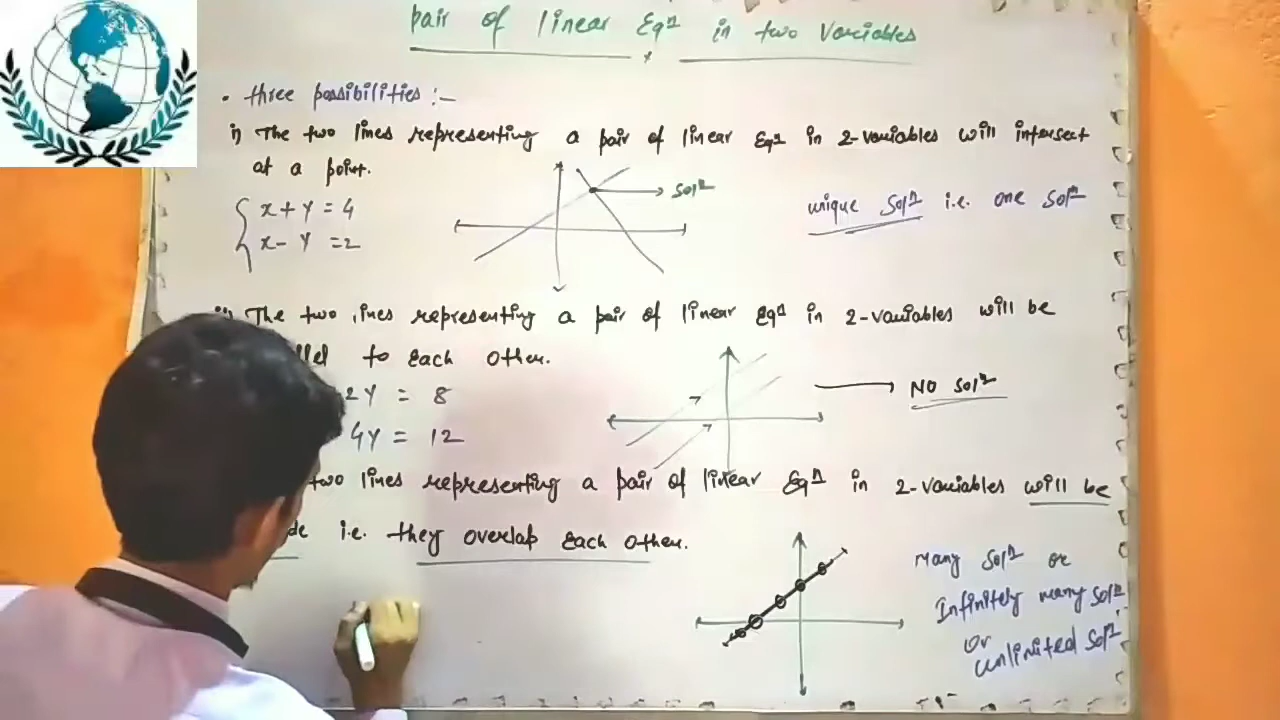 pair of linear Eqn in two variables
• three possibilities :-
i) The two lines representing a pair of linear Eqn in 2-variables will intersect
at a point.
x + y = 4
x - y = 2
Soln
unique Soln i.e. one Soln
ii) The two lines representing a pair of linear Eqn in 2-variables will be
to Each other.
2y = 8
4y = 12
NO Soln
two lines representing a pair of linear Eqn in 2-variables will be
i.e. they overlap Each other.
Many Soln or
Infinitely many Soln
or
unlimited Soln